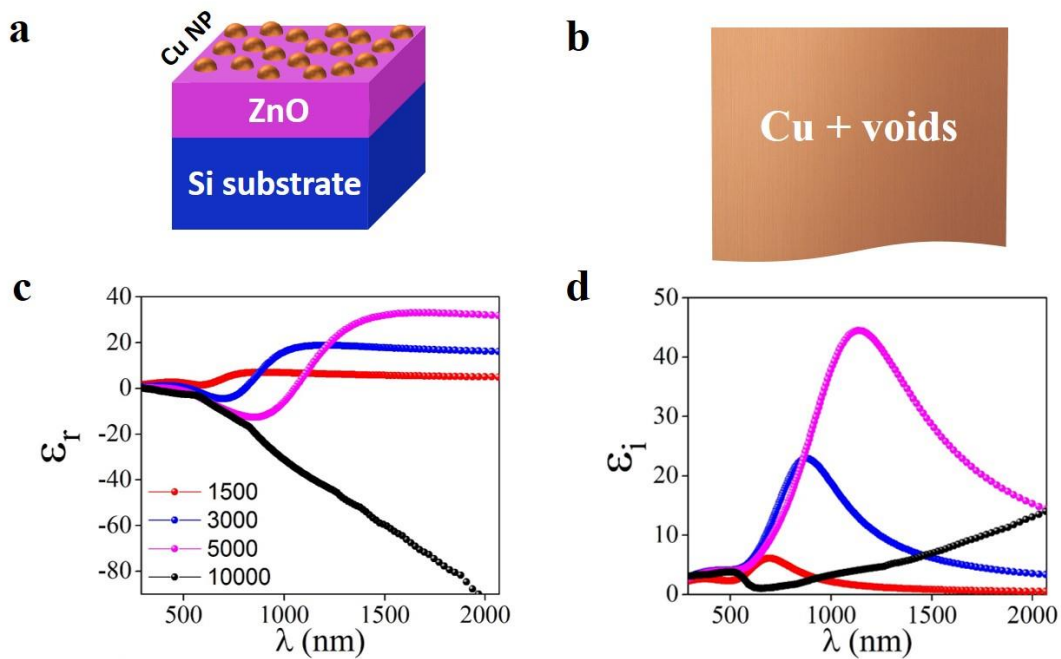 a
Cu NP
ZnO
Si substrate
b
Cu + voids
c
40
20
0
-20
-40
-60
-80
εr
1500
3000
5000
10000
500 1000 1500 2000
λ (nm)
d
50
40
30
20
10
0
εi
500 1000 1500 2000
λ (nm)